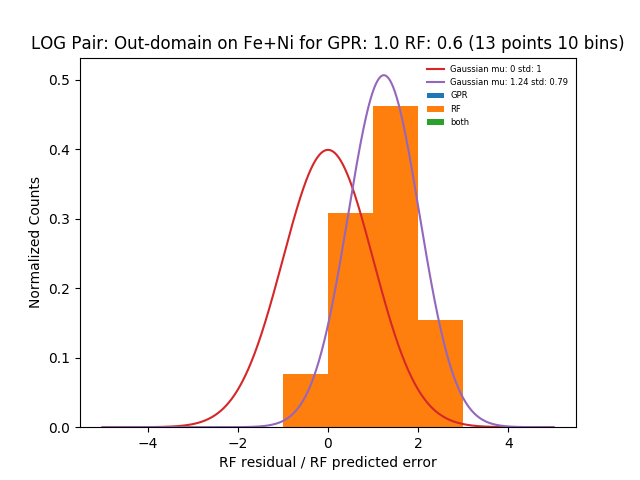 LOG Pair: Out-domain on Fe+Ni for GPR: 1.0 RF: 0.6 (13 points 10 bins)
Gaussian mu: 0 std: 1
Gaussian mu: 1.24 std: 0.79
GPR
RF
both
Normalized Counts
0.5
0.4
0.3
0.2
0.1
0.0
−4 −2 0 2 4
RF residual / RF predicted error